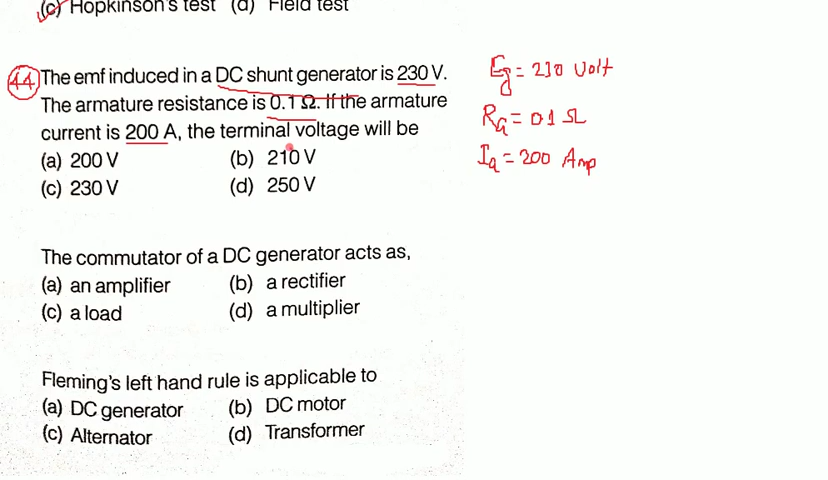 (c) Hopkinson's test (d) Field test
44 The emf induced in a DC shunt generator is 230 V.
The armature resistance is 0.1 Ω. If the armature
current is 200 A, the terminal voltage will be
(a) 200 V (b) 210 V
(c) 230 V (d) 250 V
Eg = 230 Volt
Ra = 0.1 Ω
Ia = 200 Amp
The commutator of a DC generator acts as,
(a) an amplifier (b) a rectifier
(c) a load (d) a multiplier
Fleming's left hand rule is applicable to
(a) DC generator (b) DC motor
(c) Alternator (d) Transformer